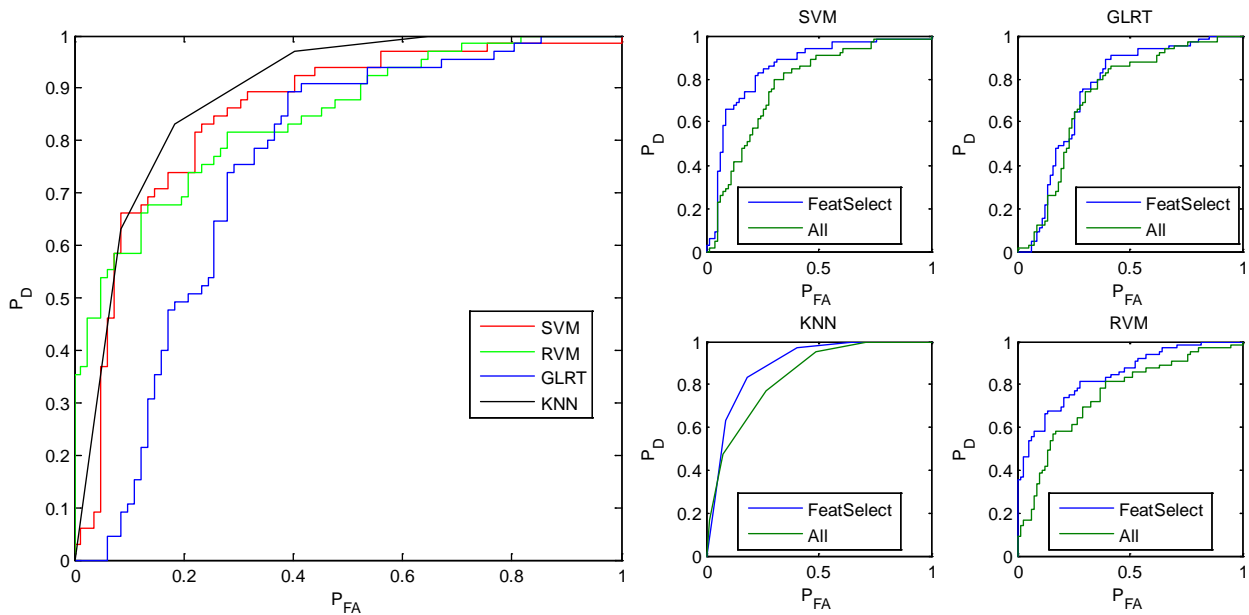 1
0.9
0.8
0.7
0.6
0.5
0.4
0.3
0.2
0.1
0
P_D
0 0.2 0.4 0.6 0.8 1
P_FA
SVM
RVM
GLRT
KNN
SVM
1
0.8
0.6
0.4
0.2
0
P_D
FeatSelect
All
0 0.5 1
P_FA
GLRT
1
0.8
0.6
0.4
0.2
0
P_D
FeatSelect
All
0 0.5 1
P_FA
KNN
1
0.8
0.6
0.4
0.2
0
P_D
FeatSelect
All
0 0.5 1
P_FA
RVM
1
0.8
0.6
0.4
0.2
0
P_D
FeatSelect
All
0 0.5 1
P_FA